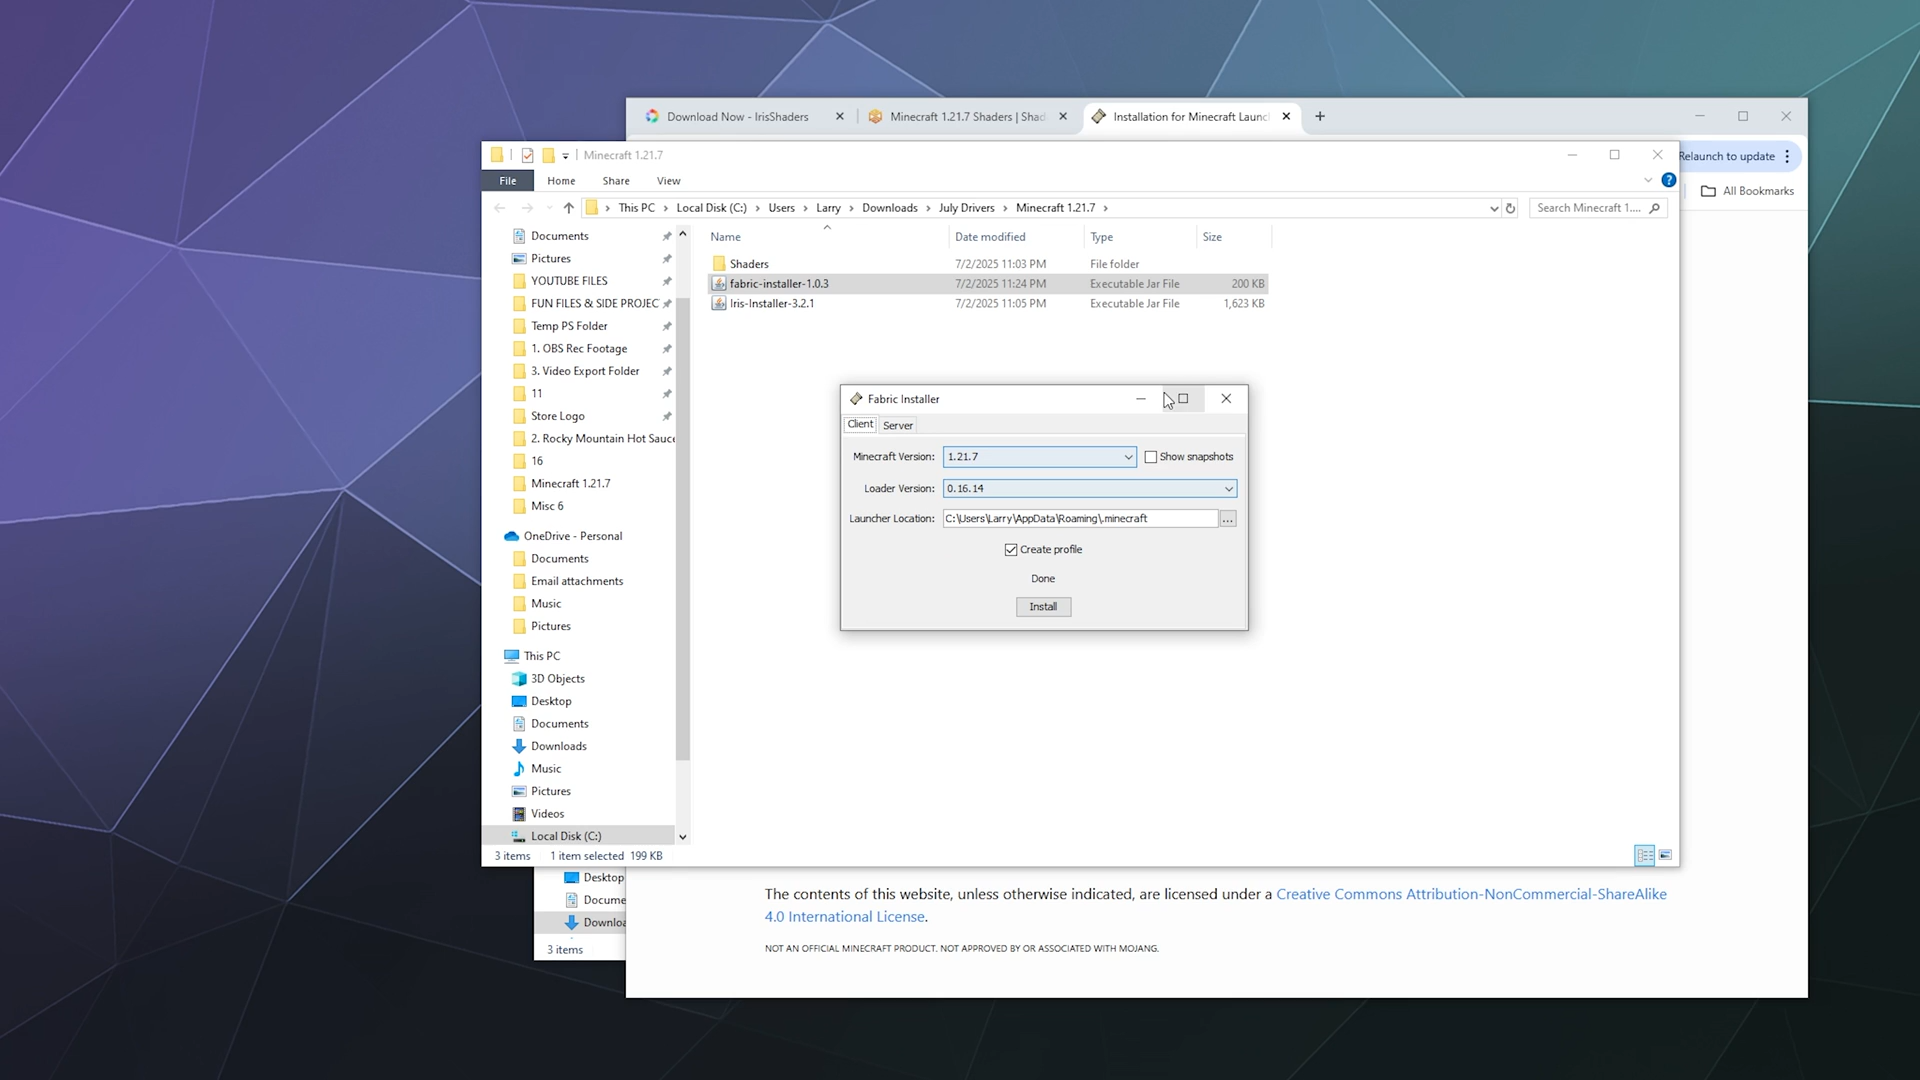 Download Now - IrisShaders
Minecraft 1.21.7 Shaders | Shad
Installation for Minecraft Launc
Relaunch to update
All Bookmarks
Minecraft 1.21.7
File Home Share View
This PC > Local Disk (C:) > Users > Larry > Downloads > July Drivers > Minecraft 1.21.7 >
Search Minecraft 1....
Name Date modified Type Size
Shaders 7/2/2025 11:03 PM File folder
fabric-installer-1.0.3 7/2/2025 11:24 PM Executable Jar File 200 KB
Iris-Installer-3.2.1 7/2/2025 11:05 PM Executable Jar File 1,623 KB
Documents
Pictures
YOUTUBE FILES
FUN FILES & SIDE PROJEC
Temp PS Folder
1. OBS Rec Footage
3. Video Export Folder
11
Store Logo
2. Rocky Mountain Hot Sauce
16
Minecraft 1.21.7
Misc 6
OneDrive - Personal
Documents
Email attachments
Music
Pictures
This PC
3D Objects
Desktop
Documents
Downloads
Music
Pictures
Videos
Local Disk (C:)
3 items 1 item selected 199 KB
Fabric Installer
Client Server
Minecraft Version: 1.21.7 Show snapshots
Loader Version: 0.16.14
Launcher Location: C:\Users\Larry\AppData\Roaming\.minecraft ...
Create profile
Done
Install
Desktop
Docume
Downloa
3 items
The contents of this website, unless otherwise indicated, are licensed under a Creative Commons Attribution-NonCommercial-ShareAlike
4.0 International License.
NOT AN OFFICIAL MINECRAFT PRODUCT. NOT APPROVED BY OR ASSOCIATED WITH MOJANG.